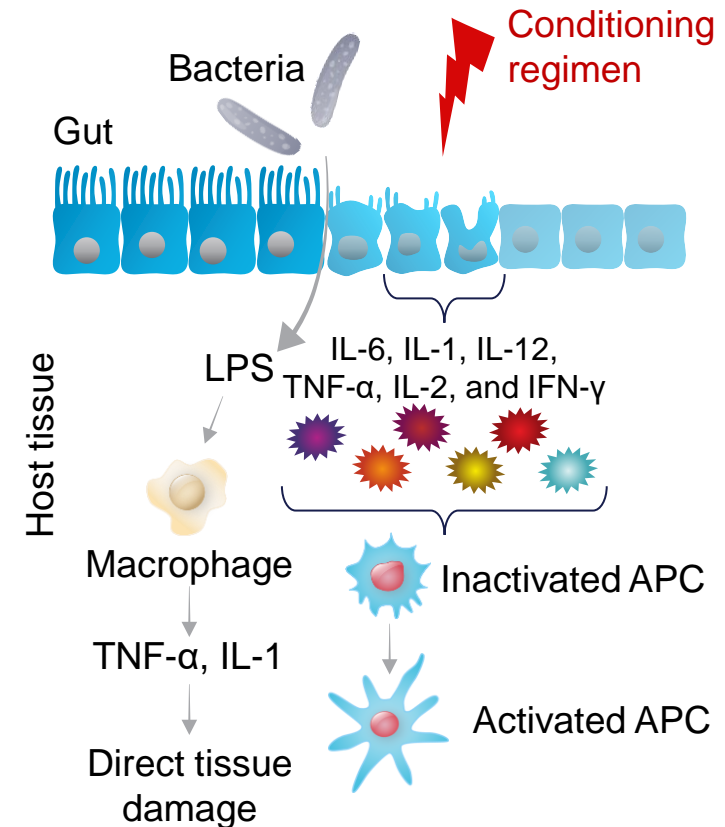 Conditioning
regimen
Bacteria
Gut
LPS
IL-6, IL-1, IL-12,
TNF-α, IL-2, and IFN-γ
Host tissue
Macrophage
Inactivated APC
TNF-α, IL-1
Activated APC
Direct tissue
damage